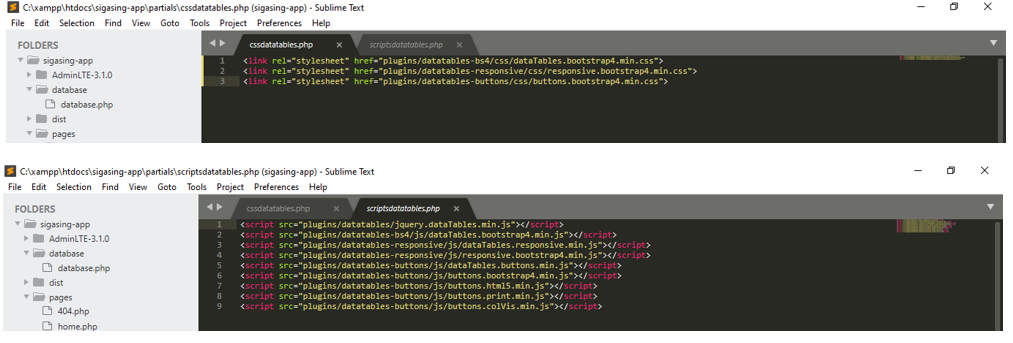 C:\xampp\htdocs\sigasing-app\partials\cssdatatables.php (sigasing-app) - Sublime Text
File Edit Selection Find View Goto Tools Project Preferences Help
FOLDERS
sigasing-app
AdminLTE-3.1.0
database
database.php
dist
pages
cssdatatables.php × scriptsdatatables.php ×
1 <link rel="stylesheet" href="plugins/datatables-bs4/css/dataTables.bootstrap4.min.css">
2 <link rel="stylesheet" href="plugins/datatables-responsive/css/responsive.bootstrap4.min.css">
3 <link rel="stylesheet" href="plugins/datatables-buttons/css/buttons.bootstrap4.min.css">
C:\xampp\htdocs\sigasing-app\partials\scriptsdatatables.php (sigasing-app) - Sublime Text
File Edit Selection Find View Goto Tools Project Preferences Help
FOLDERS
sigasing-app
AdminLTE-3.1.0
database
database.php
dist
pages
404.php
home.php
cssdatatables.php × scriptsdatatables.php ×
1 <script src="plugins/datatables/jquery.dataTables.min.js"></script>
2 <script src="plugins/datatables-bs4/js/dataTables.bootstrap4.min.js"></script>
3 <script src="plugins/datatables-responsive/js/dataTables.responsive.min.js"></script>
4 <script src="plugins/datatables-responsive/js/responsive.bootstrap4.min.js"></script>
5 <script src="plugins/datatables-buttons/js/dataTables.buttons.min.js"></script>
6 <script src="plugins/datatables-buttons/js/buttons.bootstrap4.min.js"></script>
7 <script src="plugins/datatables-buttons/js/buttons.html5.min.js"></script>
8 <script src="plugins/datatables-buttons/js/buttons.print.min.js"></script>
9 <script src="plugins/datatables-buttons/js/buttons.colVis.min.js"></script>